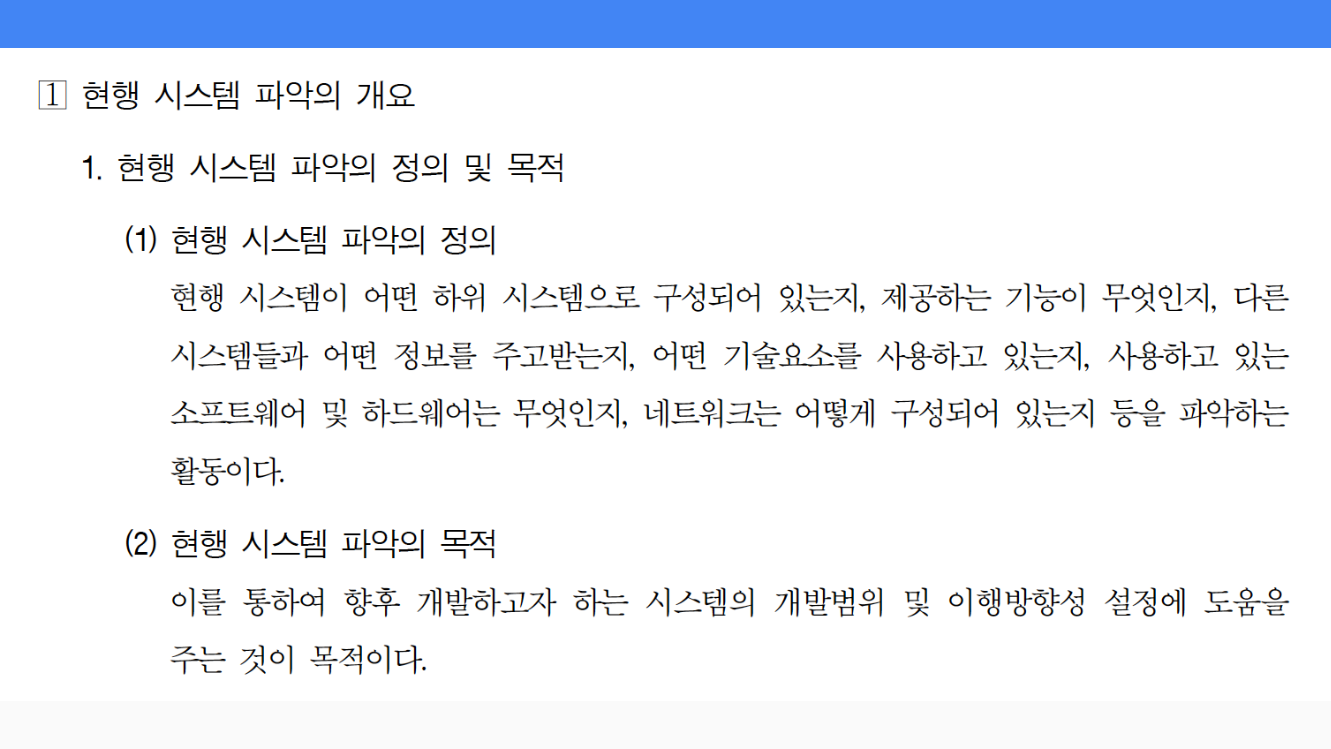 1 현행 시스템 파악의 개요
1. 현행 시스템 파악의 정의 및 목적
(1) 현행 시스템 파악의 정의
현행 시스템이 어떤 하위 시스템으로 구성되어 있는지, 제공하는 기능이 무엇인지, 다른
시스템들과 어떤 정보를 주고받는지, 어떤 기술요소를 사용하고 있는지, 사용하고 있는
소프트웨어 및 하드웨어는 무엇인지, 네트워크는 어떻게 구성되어 있는지 등을 파악하는
활동이다.
(2) 현행 시스템 파악의 목적
이를 통하여 향후 개발하고자 하는 시스템의 개발범위 및 이행방향성 설정에 도움을
주는 것이 목적이다.